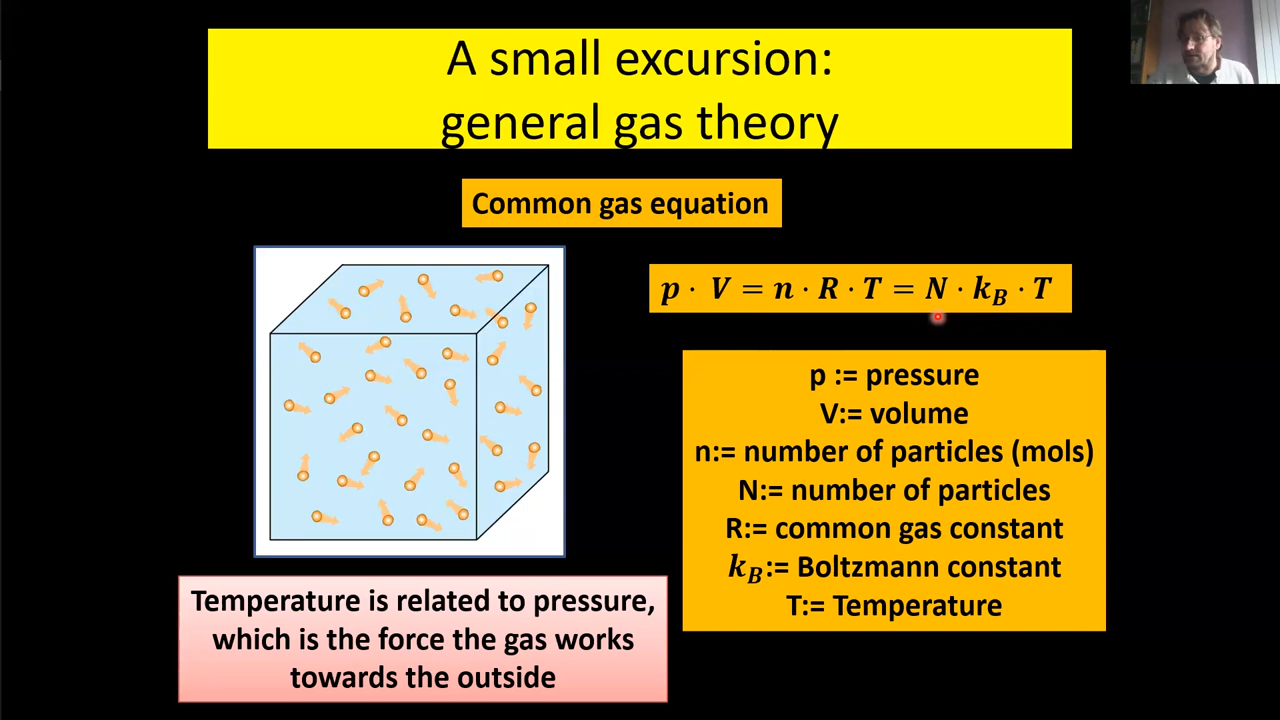 A small excursion:
general gas theory
Common gas equation
p · V = n · R · T = N · k_B · T
p := pressure
V:= volume
n:= number of particles (mols)
N:= number of particles
R:= common gas constant
k_B:= Boltzmann constant
T:= Temperature
Temperature is related to pressure,
which is the force the gas works
towards the outside